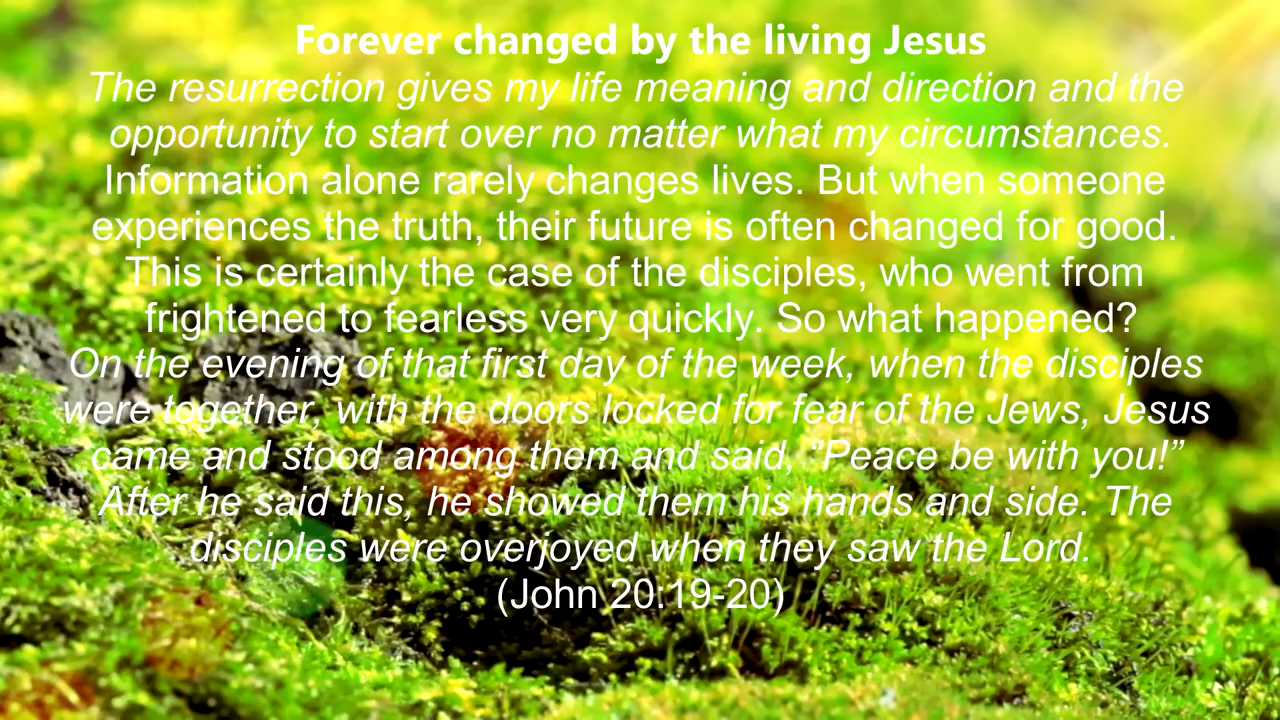 Forever changed by the living Jesus
The resurrection gives my life meaning and direction and the
opportunity to start over no matter what my circumstances.
Information alone rarely changes lives. But when someone
experiences the truth, their future is often changed for good.
This is certainly the case of the disciples, who went from
frightened to fearless very quickly. So what happened?
On the evening of that first day of the week, when the disciples
were together, with the doors locked for fear of the Jews, Jesus
came and stood among them and said, “Peace be with you!”
After he said this, he showed them his hands and side. The
disciples were overjoyed when they saw the Lord.
(John 20:19-20)